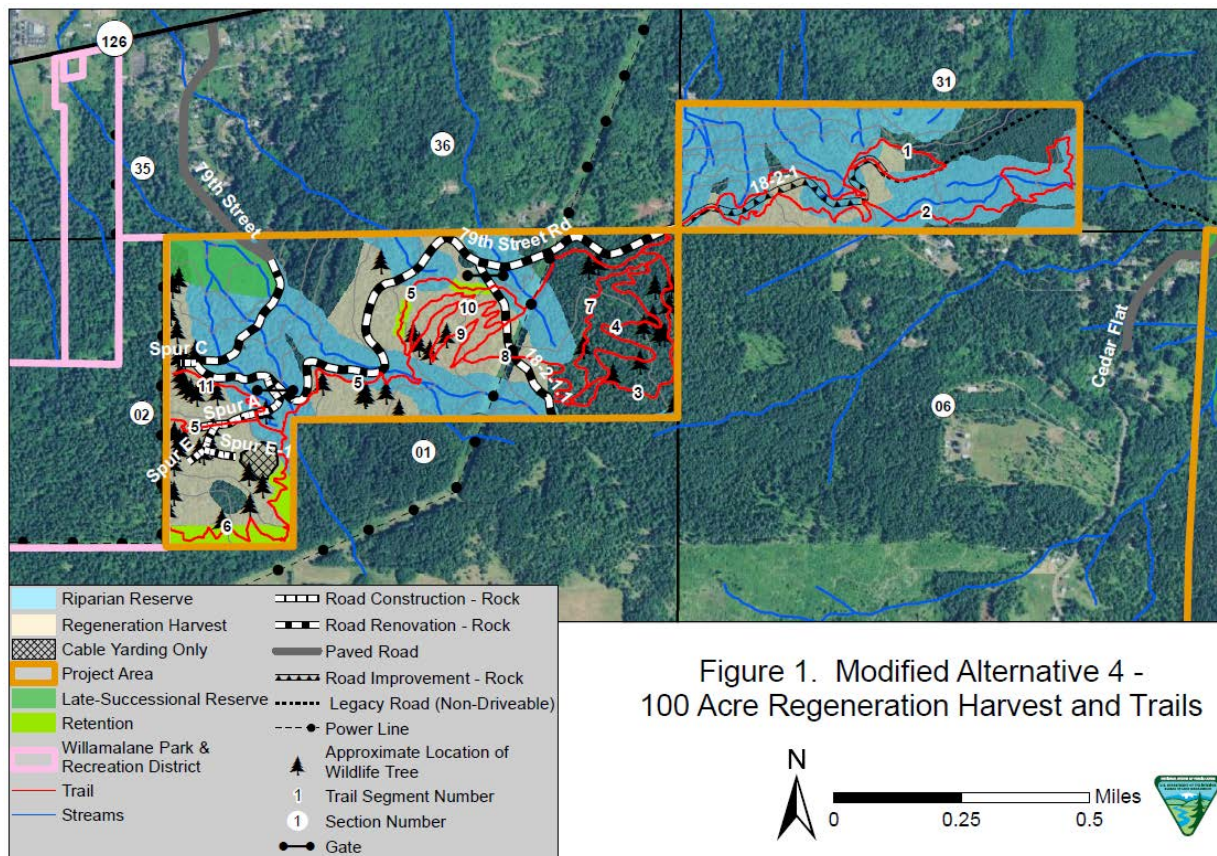 126
31
35
36
79th Street
18-2-1
1
2
79th Street Rd
5
10
7
4
9
Spur C
8
18-2-1.1
5
3
11
Spur A
02
5
Spur E
Spur E-1
01
06
Cedar Flat
6
Riparian Reserve
Regeneration Harvest
Cable Yarding Only
Project Area
Late-Successional Reserve
Retention
Willamalane Park &
Recreation District
Trail
Streams
Road Construction - Rock
Road Renovation - Rock
Paved Road
Road Improvement - Rock
Legacy Road (Non-Driveable)
Power Line
Approximate Location of
Wildlife Tree
1 Trail Segment Number
1 Section Number
Gate
Figure 1. Modified Alternative 4 -
100 Acre Regeneration Harvest and Trails
N
Miles
0 0.25 0.5